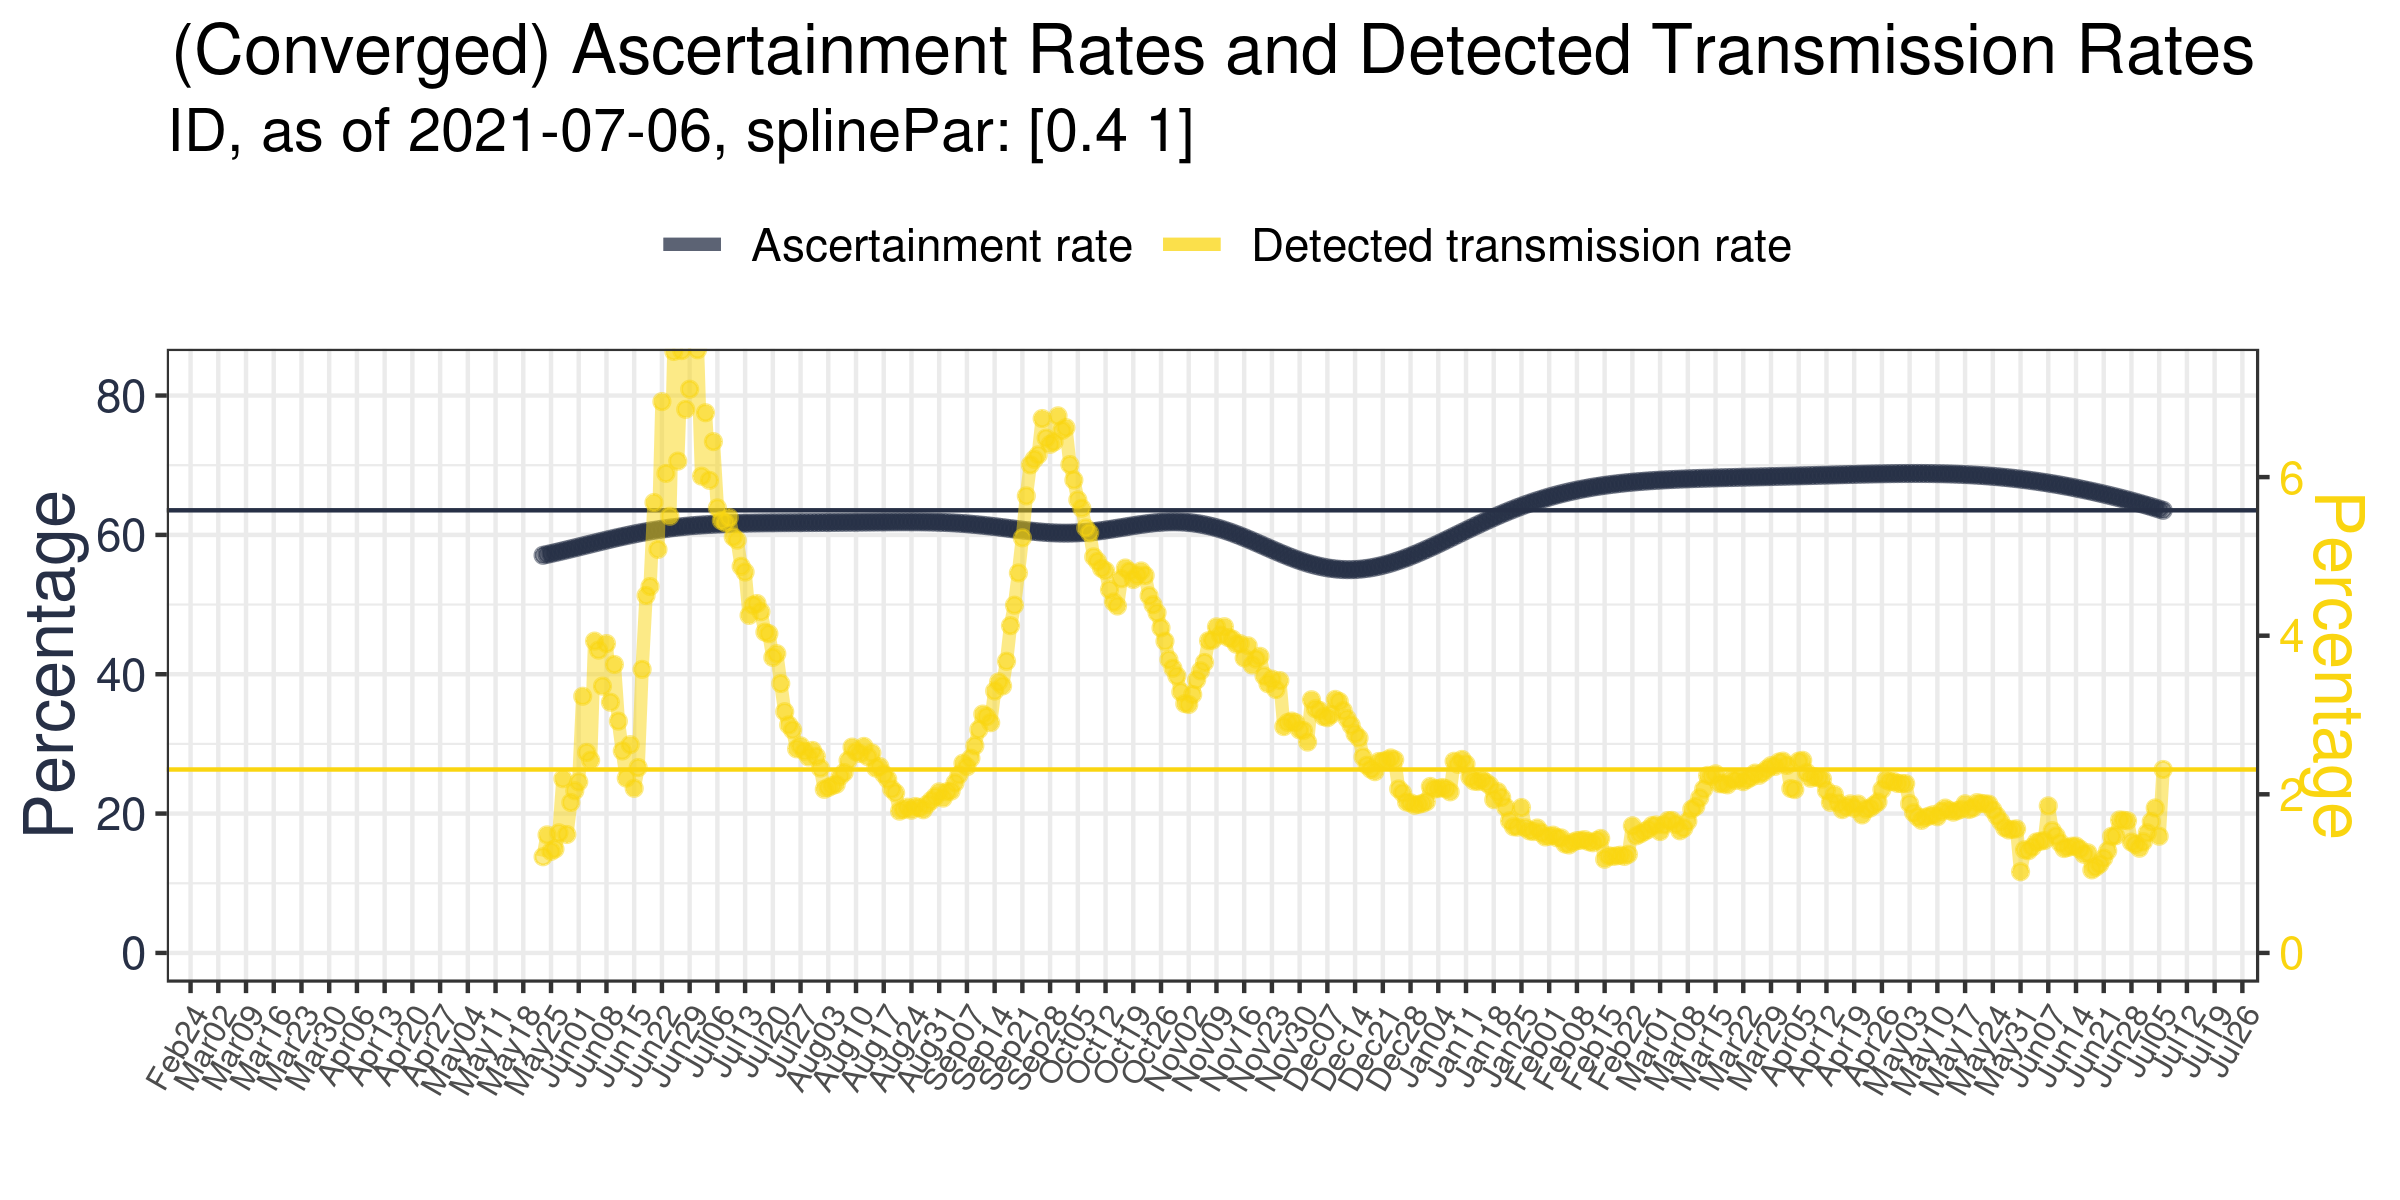 (Converged) Ascertainment Rates and Detected Transmission Rates
ID, as of 2021-07-06, splinePar: [0.4 1]
Ascertainment rate Detected transmission rate
Percentage
80
60
40
20
0
6
4
2
0
Percentage
Feb24 Mar02 Mar09 Mar16 Mar23 Mar30 Apr06 Apr13 Apr20 Apr27 May04 May11 May18 May25 Jun01 Jun08 Jun15 Jun22 Jun29 Jul06 Jul13 Jul20 Jul27 Aug03 Aug10 Aug17 Aug24 Aug31 Sep07 Sep14 Sep21 Sep28 Oct05 Oct12 Oct19 Oct26 Nov02 Nov09 Nov16 Nov23 Nov30 Dec07 Dec14 Dec21 Dec28 Jan04 Jan11 Jan18 Jan25 Feb01 Feb08 Feb15 Feb22 Mar01 Mar08 Mar15 Mar22 Mar29 Apr05 Apr12 Apr19 Apr26 May03 May10 May17 May24 May31 Jun07 Jun14 Jun21 Jun28 Jul05 Jul12 Jul19 Jul26